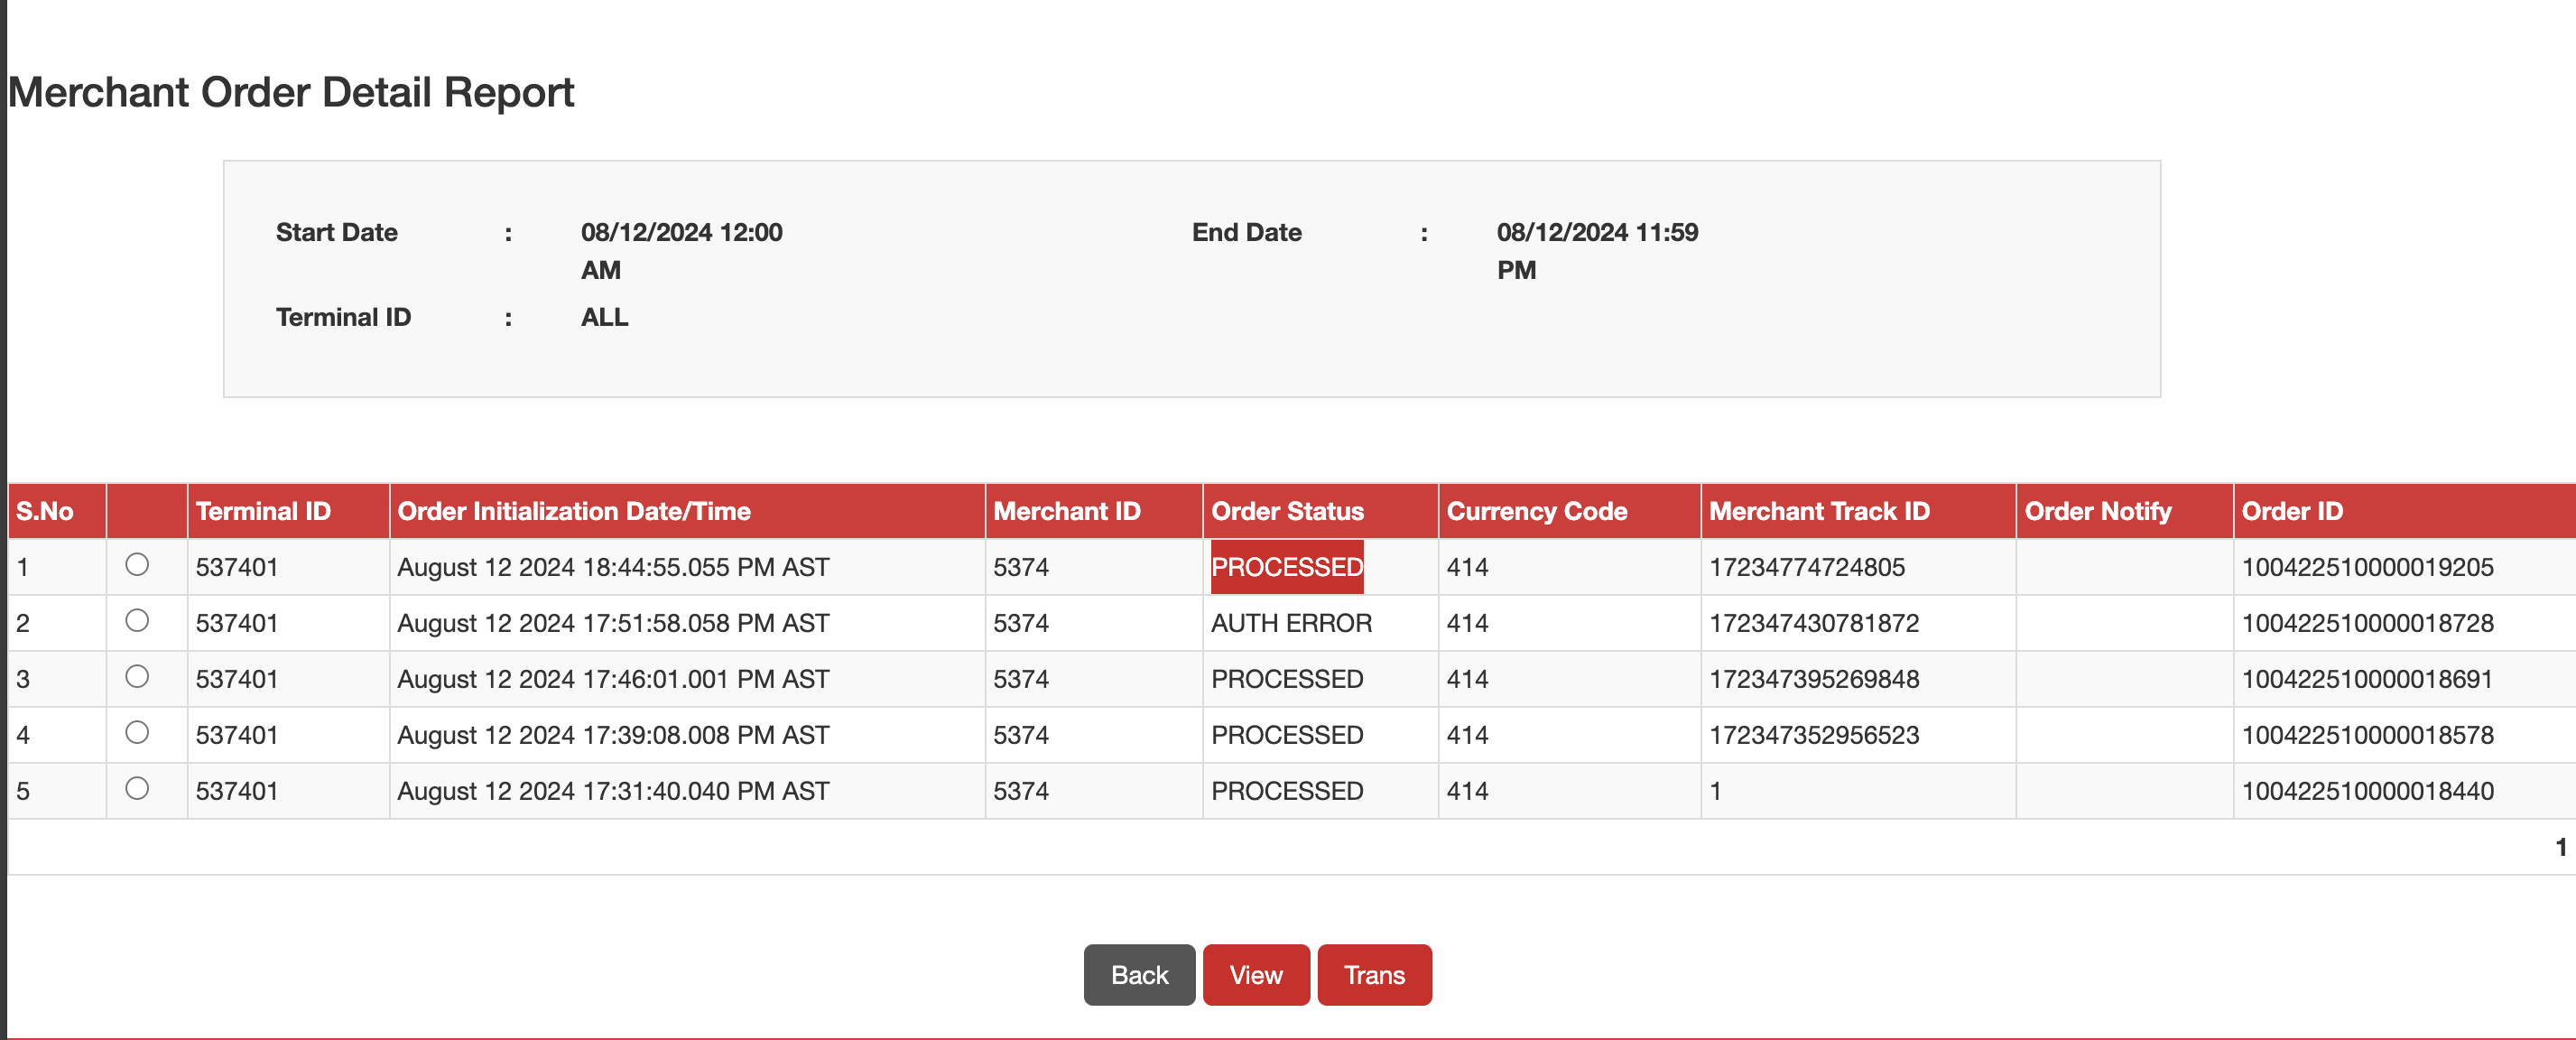 Merchant Order Detail Report
Start Date : 08/12/2024 12:00 AM End Date : 08/12/2024 11:59 PM
Terminal ID : ALL
S.No Terminal ID Order Initialization Date/Time Merchant ID Order Status Currency Code Merchant Track ID Order Notify Order ID
1 537401 August 12 2024 18:44:55.055 PM AST 5374 PROCESSED 414 17234774724805 100422510000019205
2 537401 August 12 2024 17:51:58.058 PM AST 5374 AUTH ERROR 414 172347430781872 100422510000018728
3 537401 August 12 2024 17:46:01.001 PM AST 5374 PROCESSED 414 172347395269848 100422510000018691
4 537401 August 12 2024 17:39:08.008 PM AST 5374 PROCESSED 414 172347352956523 100422510000018578
5 537401 August 12 2024 17:31:40.040 PM AST 5374 PROCESSED 414 1 100422510000018440
1
Back View Trans